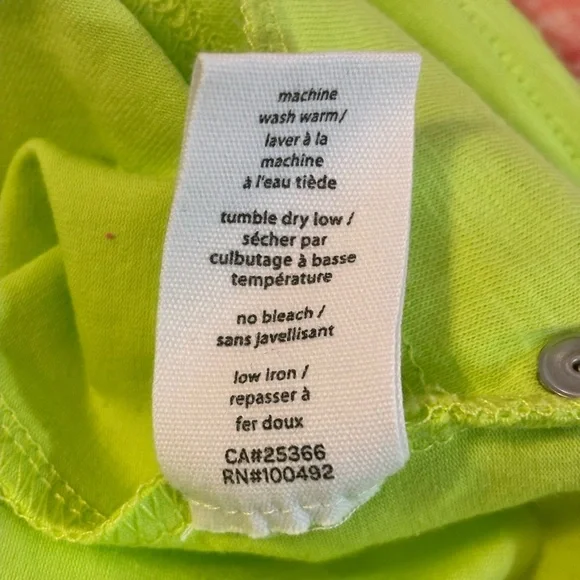 machine
wash warm/
laver à la
machine
à l'eau tiède
tumble dry low /
sécher par
culbutage à basse
température
no bleach /
sans javellisant
low iron /
repasser à
fer doux
CA#25366
RN#100492